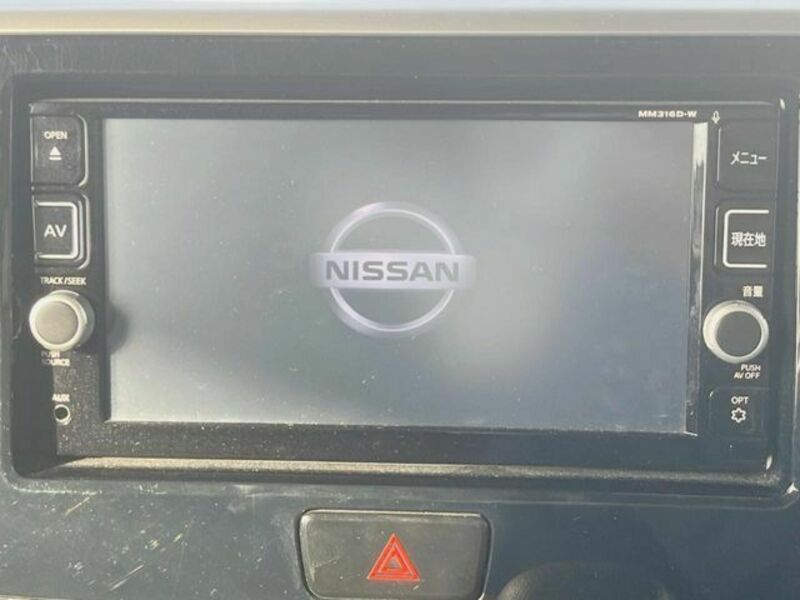 MM316D-W
OPEN
メニュー
AV
現在地
NISSAN
TRACK/SEEK
音量
PUSH
SOURCE
PUSH
AV OFF
AUX
OPT